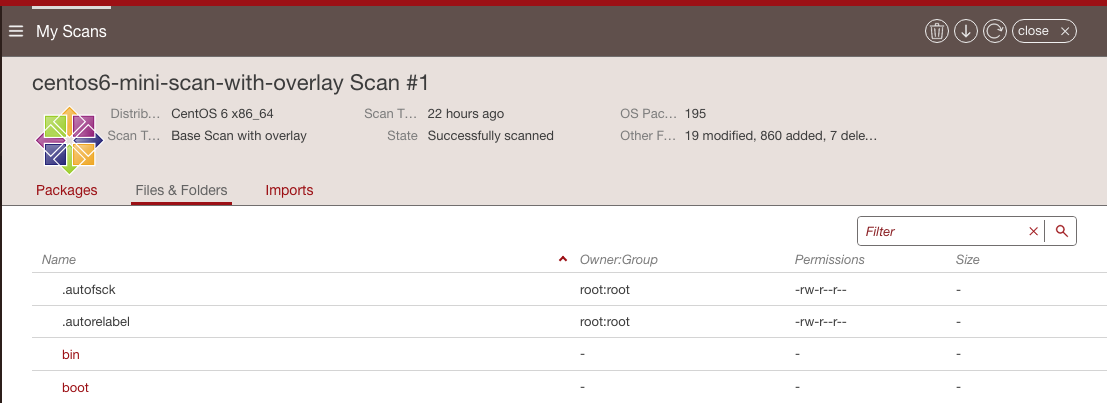 My Scans
close
centos6-mini-scan-with-overlay Scan #1
Distrib... CentOS 6 x86_64 Scan T... 22 hours ago OS Pac... 195
Scan T... Base Scan with overlay State Successfully scanned Other F... 19 modified, 860 added, 7 dele...
Packages Files & Folders Imports
Filter
Name Owner:Group Permissions Size
.autofsck root:root -rw-r--r-- -
.autorelabel root:root -rw-r--r-- -
bin - - -
boot - - -